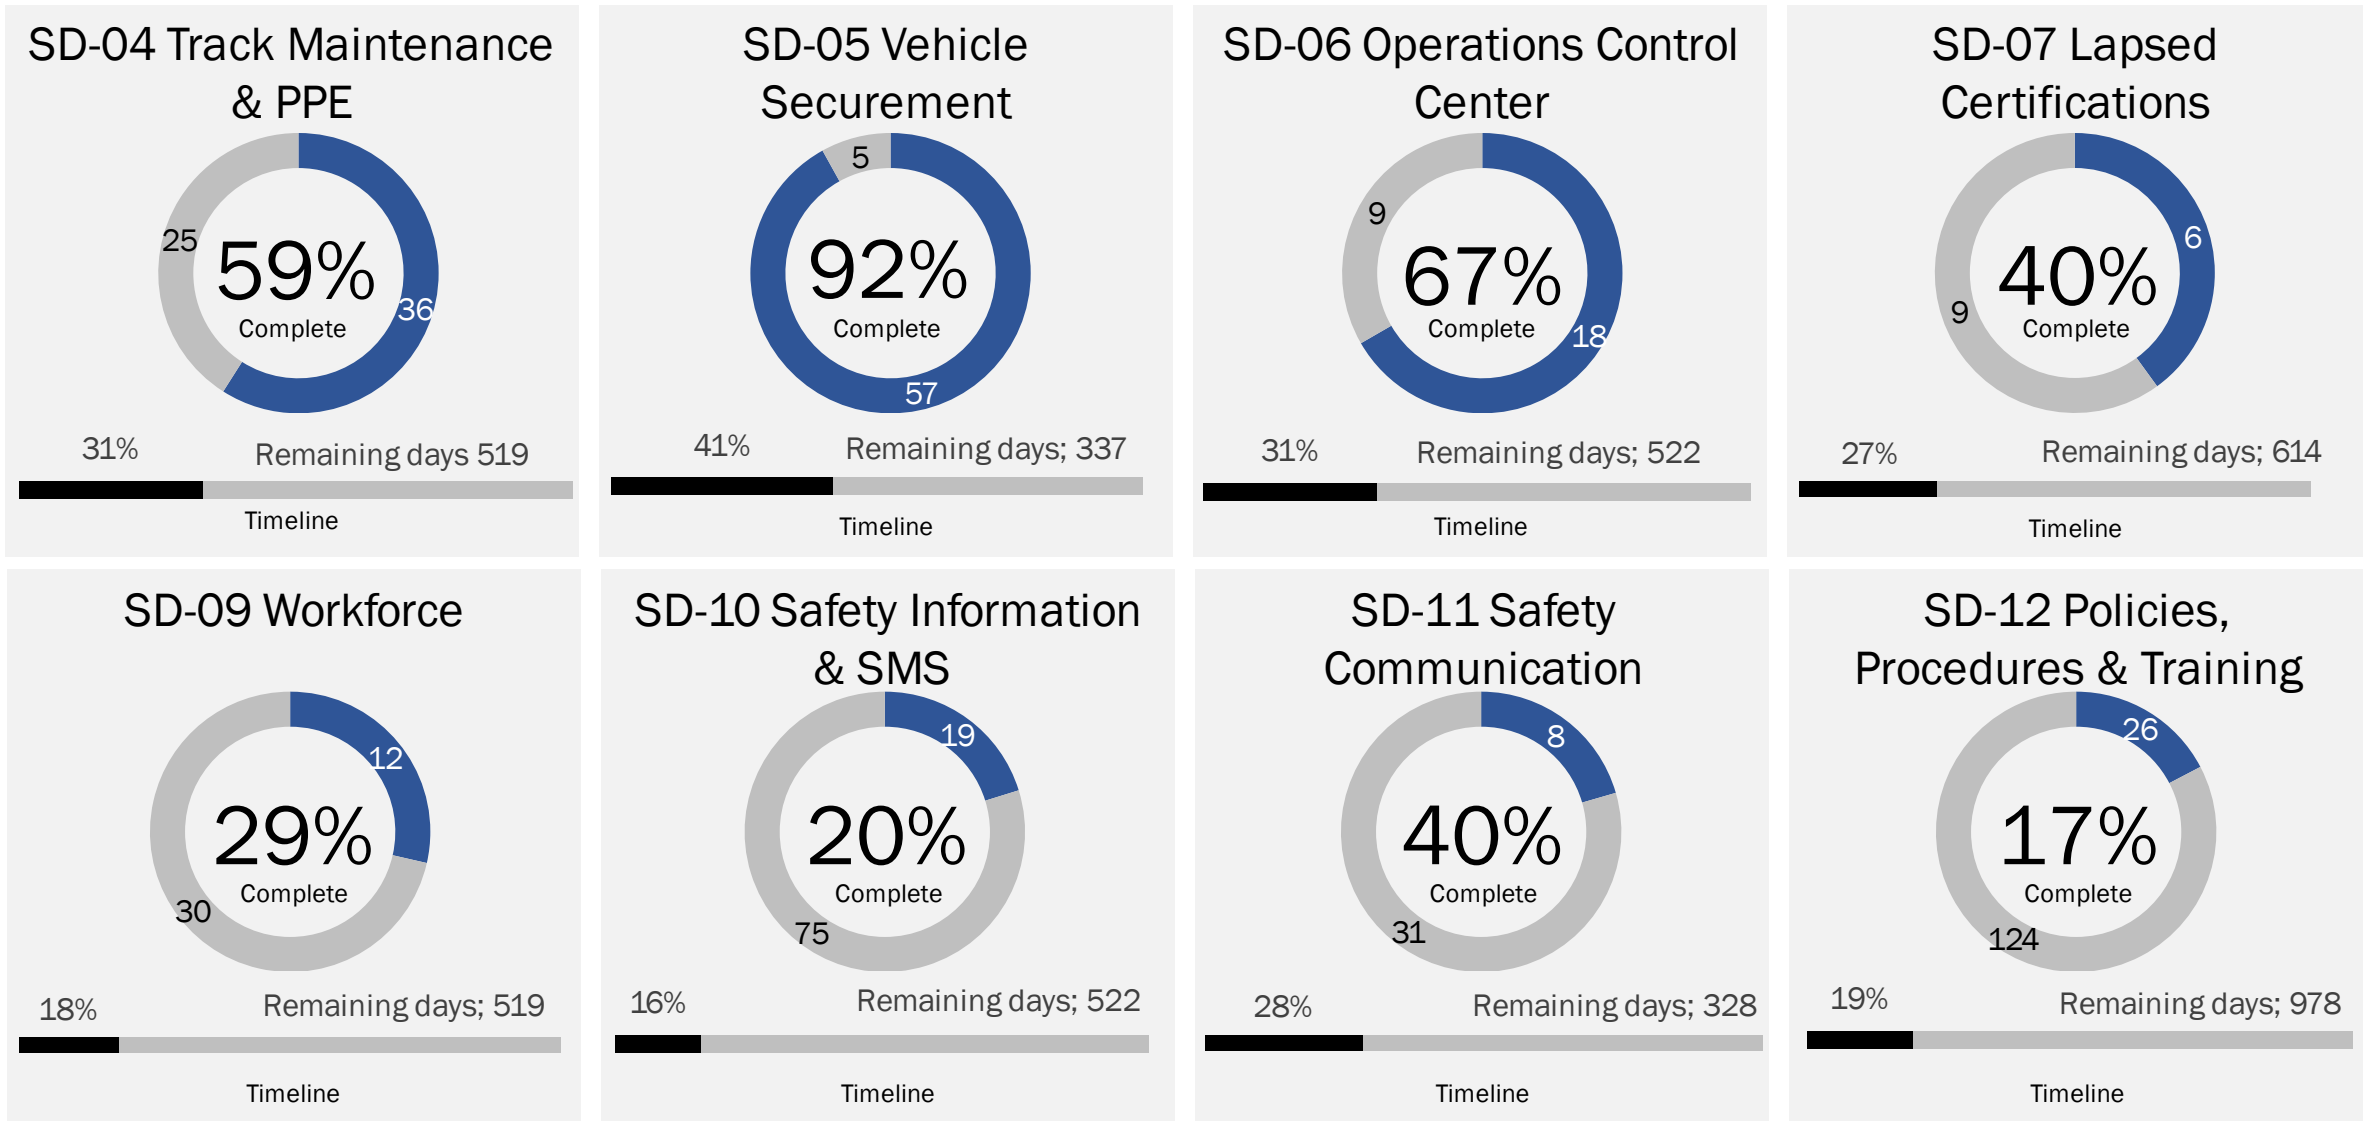 SD-04 Track Maintenance
& PPE
25
59%
Complete
36
31%
Remaining days 519
Timeline
SD-05 Vehicle
Securement
5
92%
Complete
57
41%
Remaining days; 337
Timeline
SD-06 Operations Control
Center
9
67%
Complete
18
31%
Remaining days; 522
Timeline
SD-07 Lapsed
Certifications
6
40%
Complete
9
27%
Remaining days; 614
Timeline
SD-09 Workforce
12
29%
Complete
30
18%
Remaining days; 519
Timeline
SD-10 Safety Information
& SMS
19
20%
Complete
75
16%
Remaining days; 522
Timeline
SD-11 Safety
Communication
8
40%
Complete
31
28%
Remaining days; 328
Timeline
SD-12 Policies,
Procedures & Training
26
17%
Complete
124
19%
Remaining days; 978
Timeline